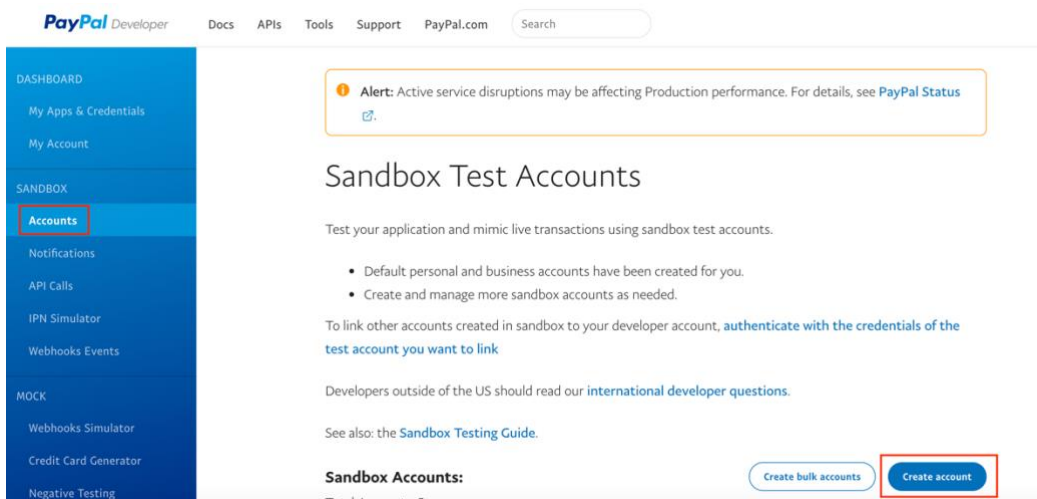 PayPal Developer
Docs
APIs
Tools
Support
PayPal.com
Search
DASHBOARD
My Apps & Credentials
My Account
SANDBOX
Accounts
Notifications
API Calls
IPN Simulator
Webhooks Events
MOCK
Webhooks Simulator
Credit Card Generator
Negative Testing
Alert: Active service disruptions may be affecting Production performance. For details, see PayPal Status
.
Sandbox Test Accounts
Test your application and mimic live transactions using sandbox test accounts.
• Default personal and business accounts have been created for you.
• Create and manage more sandbox accounts as needed.
To link other accounts created in sandbox to your developer account, authenticate with the credentials of the
test account you want to link
Developers outside of the US should read our international developer questions.
See also: the Sandbox Testing Guide.
Sandbox Accounts:
Create bulk accounts
Create account